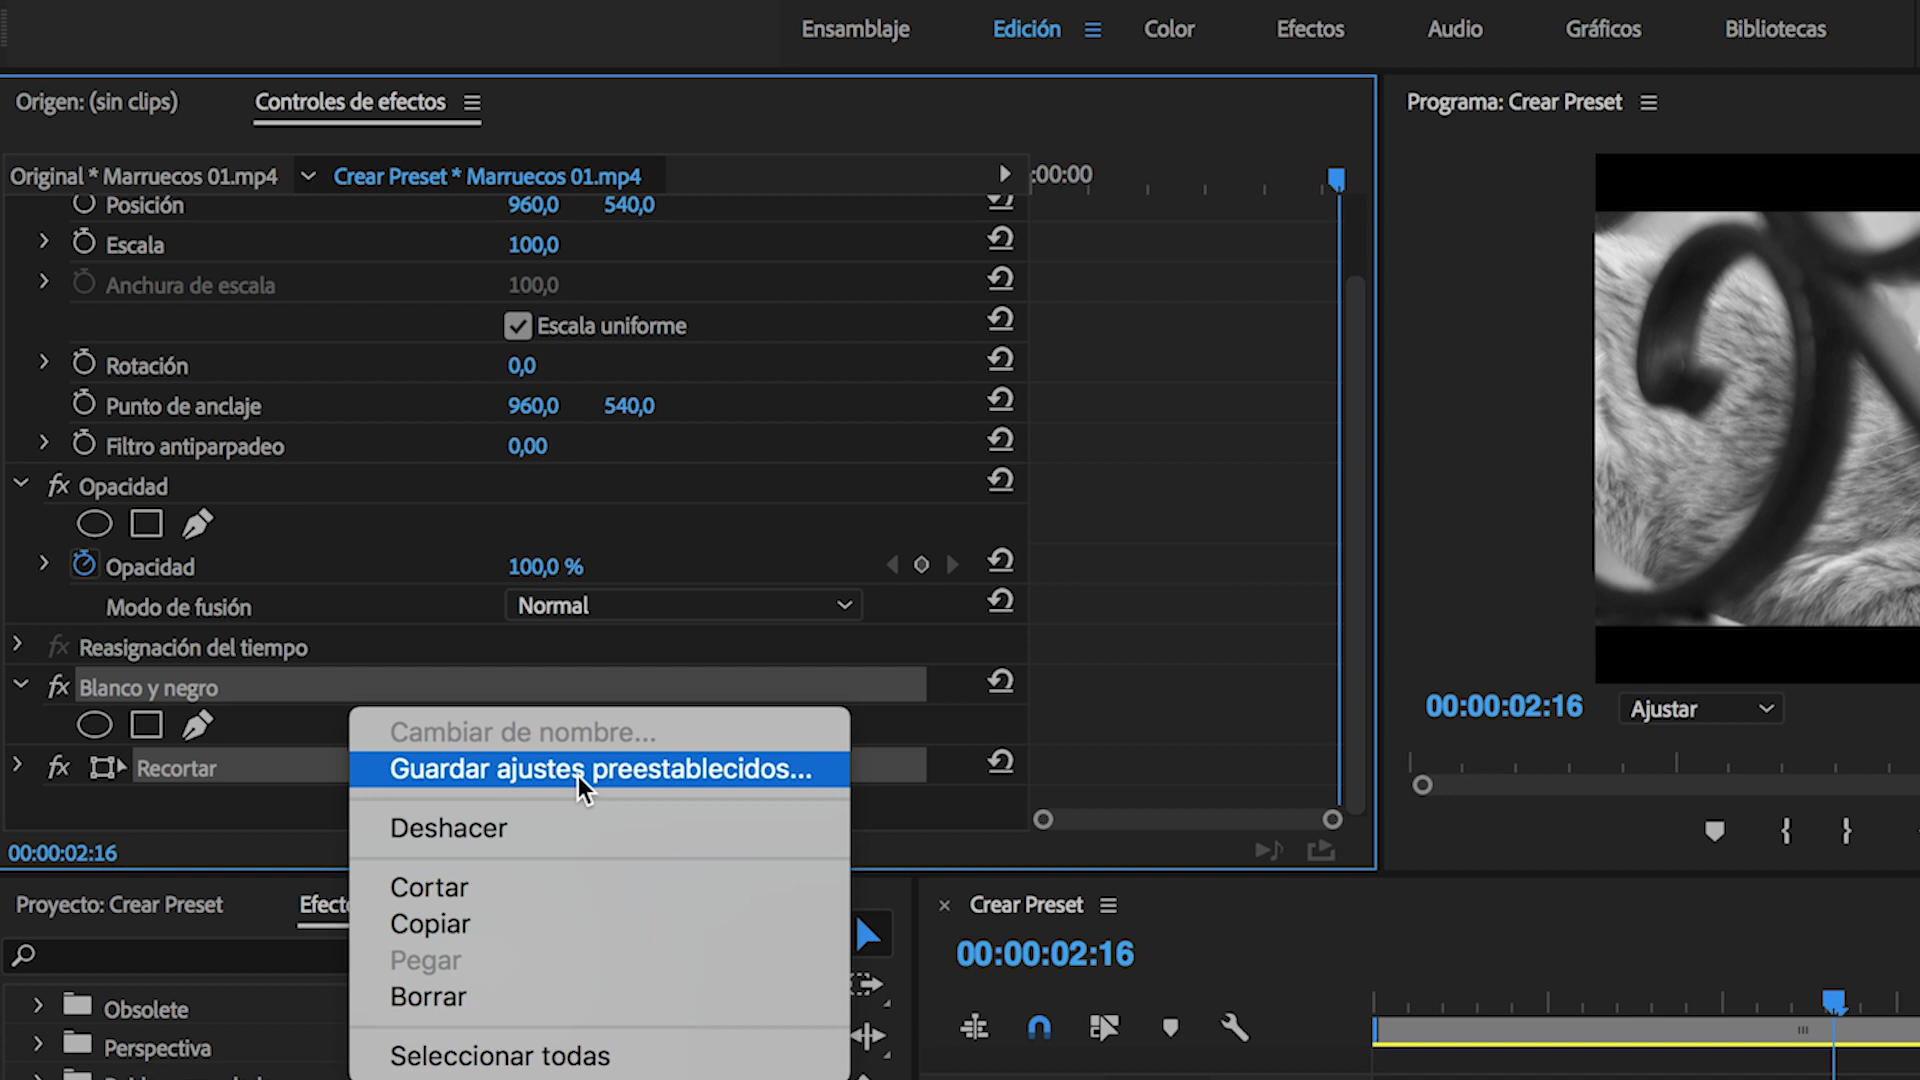 Ensamblaje Edición Color Efectos Audio Gráficos Bibliotecas
Origen: (sin clips) Controles de efectos
Programa: Crear Preset
Original * Marruecos 01.mp4 Crear Preset * Marruecos 01.mp4
:00:00
Posición 960,0 540,0
Escala 100,0
Anchura de escala 100,0
Escala uniforme
Rotación 0,0
Punto de anclaje 960,0 540,0
Filtro antiparpadeo 0,00
fx Opacidad
Opacidad 100,0 %
Modo de fusión Normal
fx Reasignación del tiempo
fx Blanco y negro
fx Recortar
Cambiar de nombre...
Guardar ajustes preestablecidos...
Deshacer
Cortar
Copiar
Pegar
Borrar
Seleccionar todas
00:00:02:16
00:00:02:16 Ajustar
Proyecto: Crear Preset Efecto
Obsolete
Perspectiva
Crear Preset
00:00:02:16